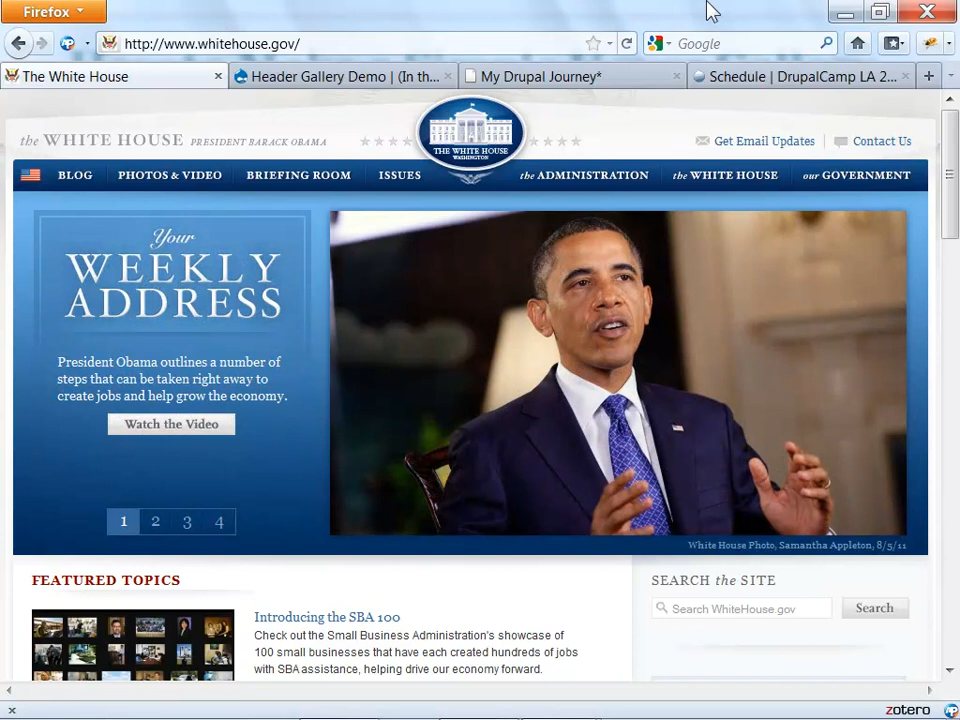 Firefox
http://www.whitehouse.gov/
Google
The White House
Header Gallery Demo | (In th...
My Drupal Journey*
Schedule | DrupalCamp LA 2...
the WHITE HOUSE PRESIDENT BARACK OBAMA
THE WHITE HOUSE
WASHINGTON
Get Email Updates
Contact Us
BLOG
PHOTOS & VIDEO
BRIEFING ROOM
ISSUES
the ADMINISTRATION
the WHITE HOUSE
our GOVERNMENT
Your
WEEKLY
ADDRESS
President Obama outlines a number of
steps that can be taken right away to
create jobs and help grow the economy.
Watch the Video
1 2 3 4
White House Photo, Samantha Appleton, 8/5/11
FEATURED TOPICS
Introducing the SBA 100
Check out the Small Business Administration's showcase of
100 small businesses that have each created hundreds of jobs
with SBA assistance, helping drive our economy forward.
SEARCH the SITE
Search WhiteHouse.gov
Search
zotero